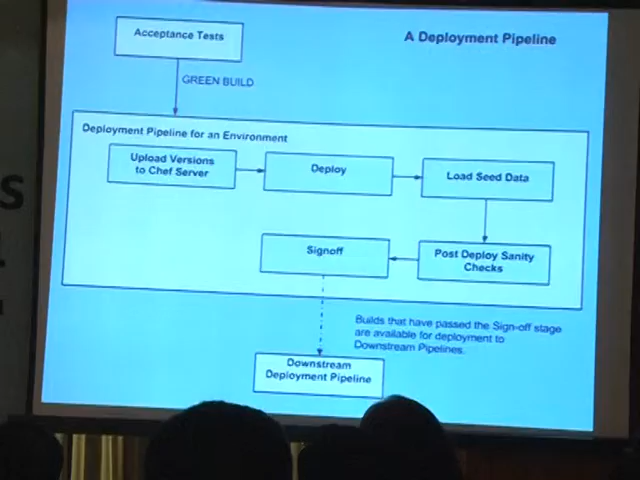 A Deployment Pipeline
Acceptance Tests
GREEN BUILD
Deployment Pipeline for an Environment
Upload Versions
to Chef Server
Deploy
Load Seed Data
Post Deploy Sanity
Checks
Signoff
Builds that have passed the Sign-off stage
are available for deployment to
Downstream Pipelines.
Downstream
Deployment Pipeline